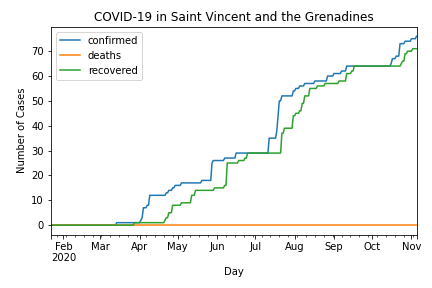 COVID-19 in Saint Vincent and the Grenadines
confirmed
deaths
recovered
Number of Cases
70
60
50
40
30
20
10
0
Feb Mar Apr May Jun Jul Aug Sep Oct Nov
2020
Day